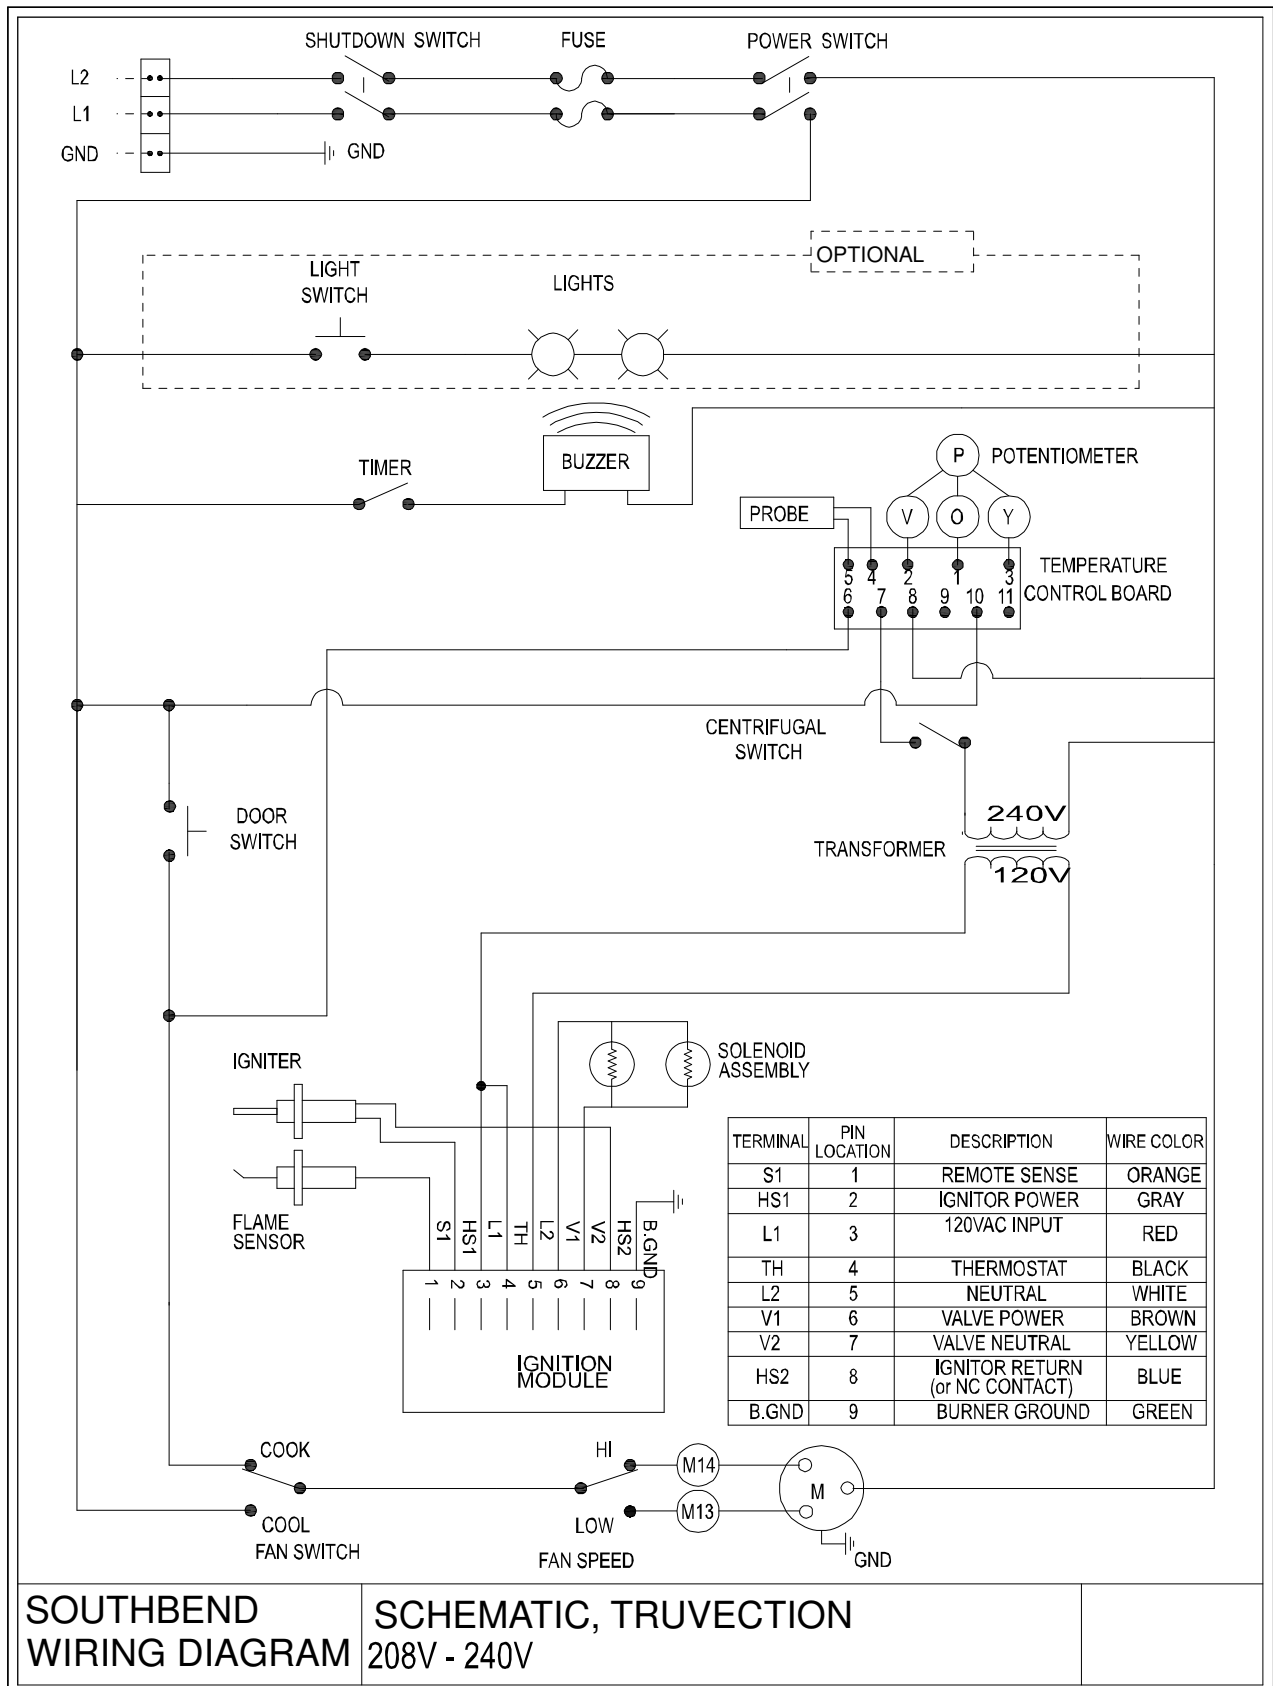 SHUTDOWN SWITCH FUSE POWER SWITCH
L2
L1
GND GND
OPTIONAL
LIGHT
SWITCH
LIGHTS
TIMER
BUZZER
P POTENTIOMETER
PROBE V O Y
5 4 2 1 3
6 7 8 9 10 11
TEMPERATURE
CONTROL BOARD
CENTRIFUGAL
SWITCH
DOOR
SWITCH
240V
TRANSFORMER
120V
IGNITER
SOLENOID
ASSEMBLY
FLAME
SENSOR
S1 HS1 L1 TH L2 V1 V2 HS2 B.GND
1 2 3 4 5 6 7 8 9
IGNITION
MODULE
TERMINAL PIN LOCATION DESCRIPTION WIRE COLOR
S1 1 REMOTE SENSE ORANGE
HS1 2 IGNITOR POWER GRAY
L1 3 120VAC INPUT RED
TH 4 THERMOSTAT BLACK
L2 5 NEUTRAL WHITE
V1 6 VALVE POWER BROWN
V2 7 VALVE NEUTRAL YELLOW
HS2 8 IGNITOR RETURN (or NC CONTACT) BLUE
B.GND 9 BURNER GROUND GREEN
COOK HI M14
M
COOL LOW M13
FAN SWITCH FAN SPEED GND
SOUTHBEND
WIRING DIAGRAM
SCHEMATIC, TRUVECTION
208V - 240V